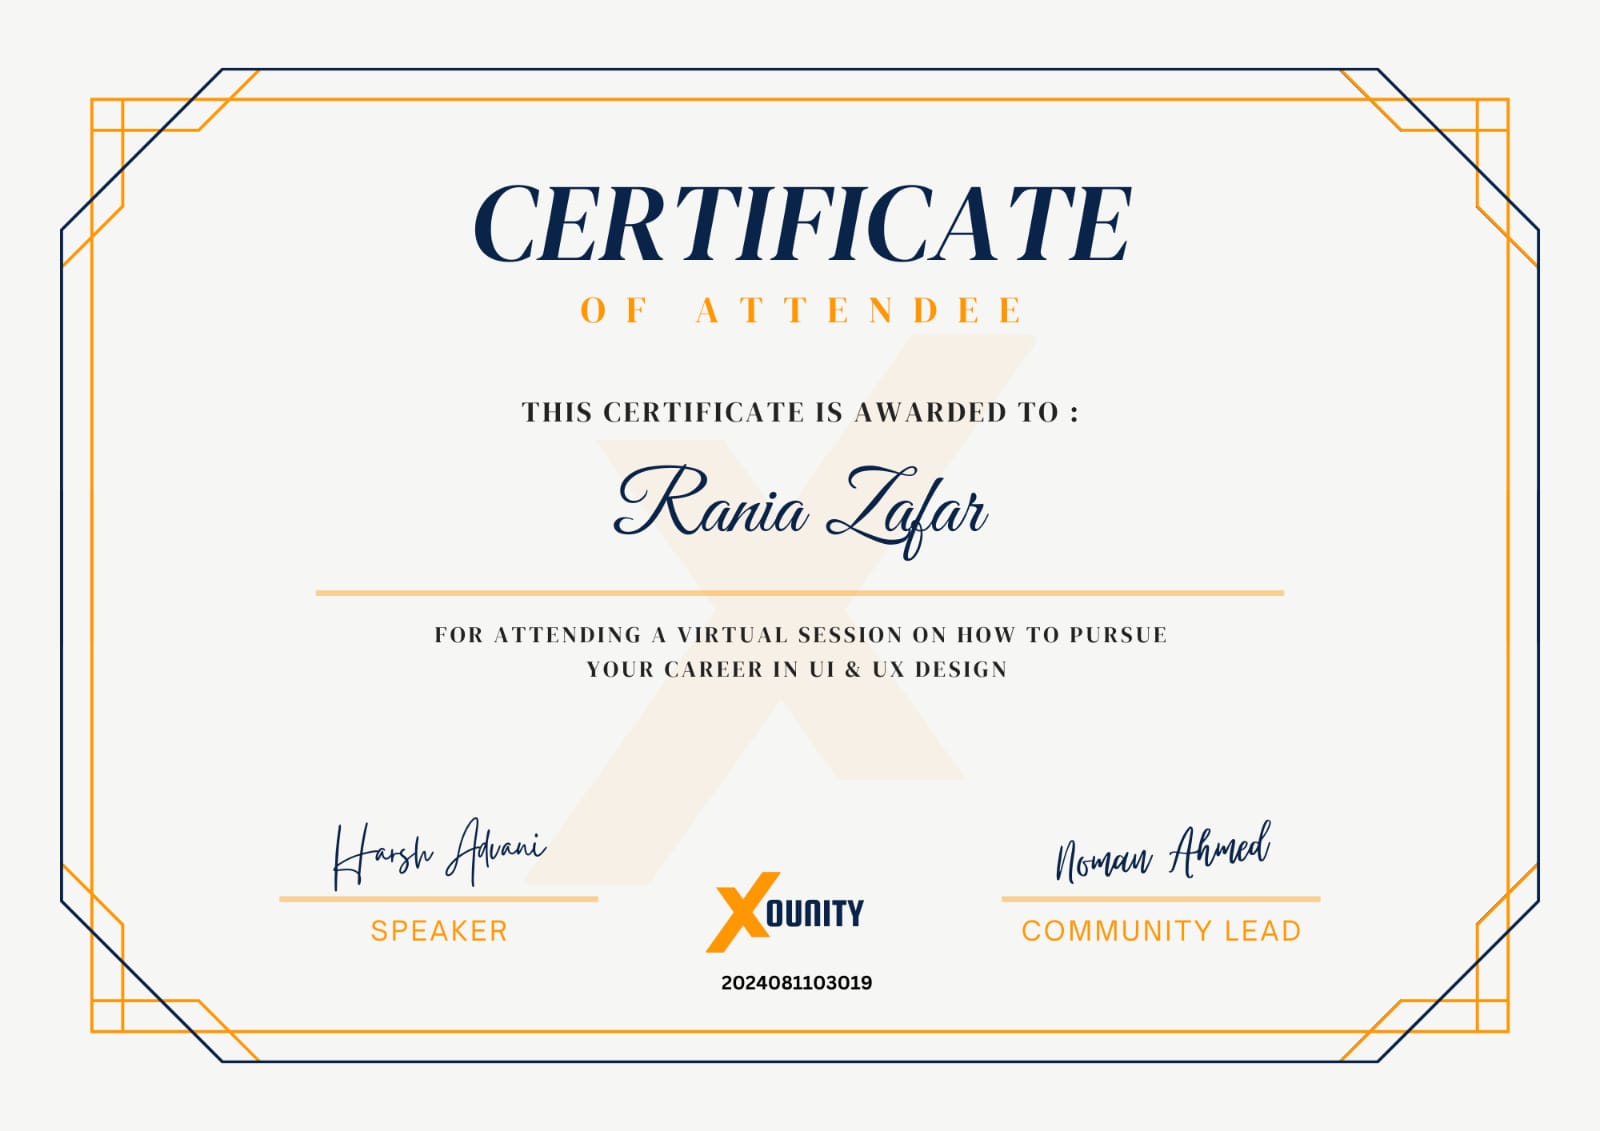 CERTIFICATE
OF ATTENDEE
THIS CERTIFICATE IS AWARDED TO :
Rania Zafar
FOR ATTENDING A VIRTUAL SESSION ON HOW TO PURSUE
YOUR CAREER IN UI & UX DESIGN
Harsh Advani
SPEAKER
Noman Ahmed
COMMUNITY LEAD
XOUNITY
2024081103019